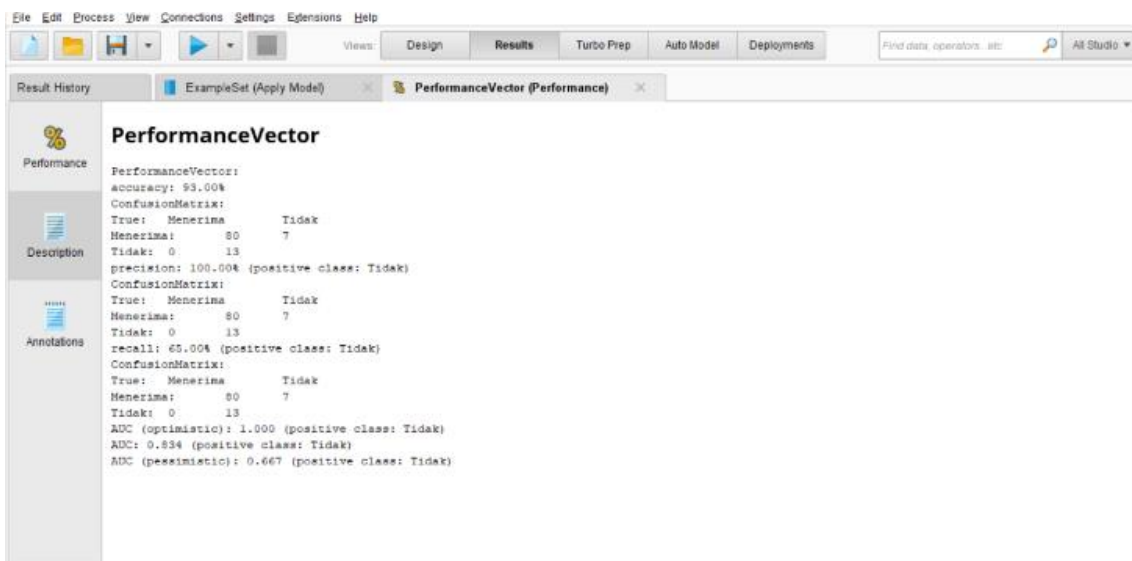 File Edit Process View Connections Settings Extensions Help
Views: Design Results Turbo Prep Auto Model Deployments Find data, operators...etc All Studio
Result History ExampleSet (Apply Model) PerformanceVector (Performance)
Performance
Description
Annotations
PerformanceVector
PerformanceVector:
accuracy: 93.00%
ConfusionMatrix:
True: Menerima Tidak
Menerima: 80 7
Tidak: 0 13
precision: 100.00% (positive class: Tidak)
ConfusionMatrix:
True: Menerima Tidak
Menerima: 80 7
Tidak: 0 13
recall: 65.00% (positive class: Tidak)
ConfusionMatrix:
True: Menerima Tidak
Menerima: 80 7
Tidak: 0 13
AUC (optimistic): 1.000 (positive class: Tidak)
AUC: 0.834 (positive class: Tidak)
AUC (pessimistic): 0.667 (positive class: Tidak)